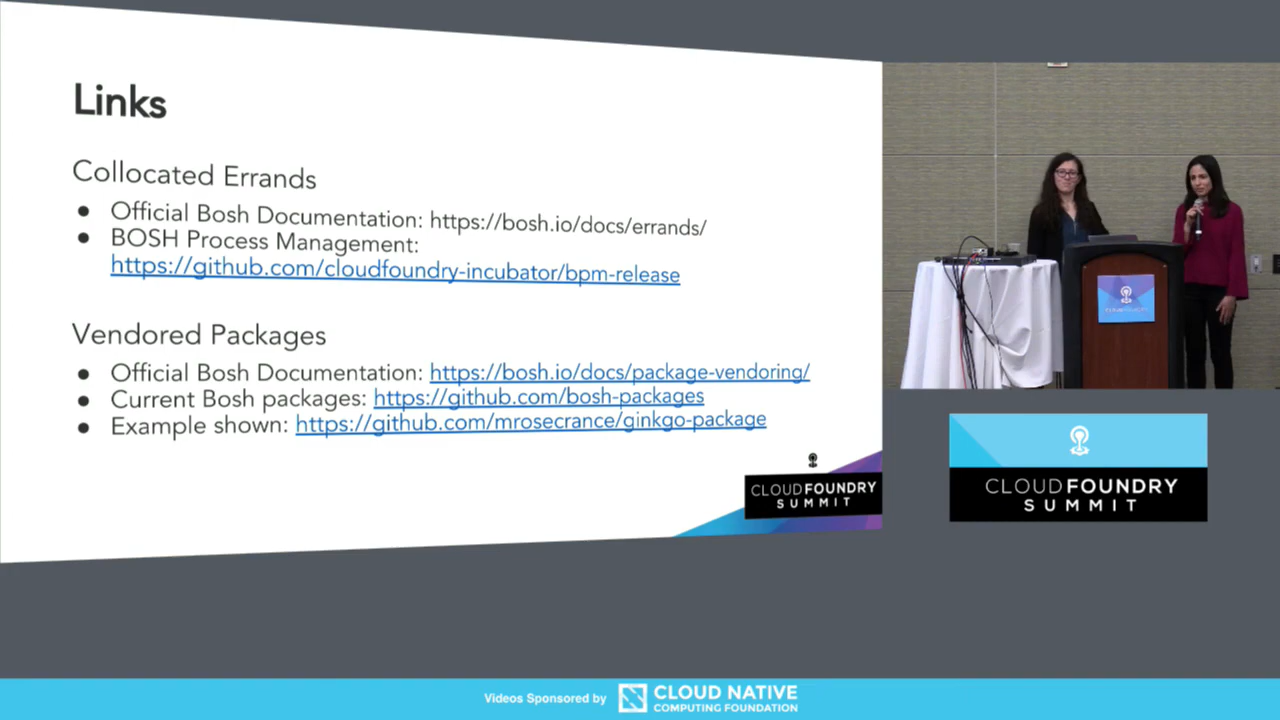 Links
Collocated Errands
● Official Bosh Documentation: https://bosh.io/docs/errands/
● BOSH Process Management:
https://github.com/cloudfoundry-incubator/bpm-release
Vendored Packages
● Official Bosh Documentation: https://bosh.io/docs/package-vendoring/
● Current Bosh packages: https://github.com/bosh-packages
● Example shown: https://github.com/mrosecrance/ginkgo-package
CLOUDFOUNDRY
SUMMIT
CLOUDFOUNDRY
SUMMIT
Videos Sponsored by
CLOUD NATIVE
COMPUTING FOUNDATION